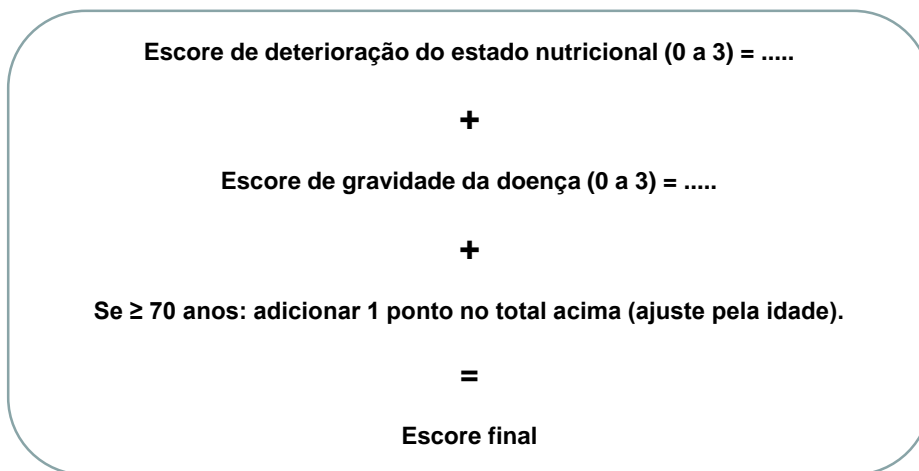 Escore de deterioração do estado nutricional (0 a 3) = .....
+
Escore de gravidade da doença (0 a 3) = .....
+
Se ≥ 70 anos: adicionar 1 ponto no total acima (ajuste pela idade).
=
Escore final